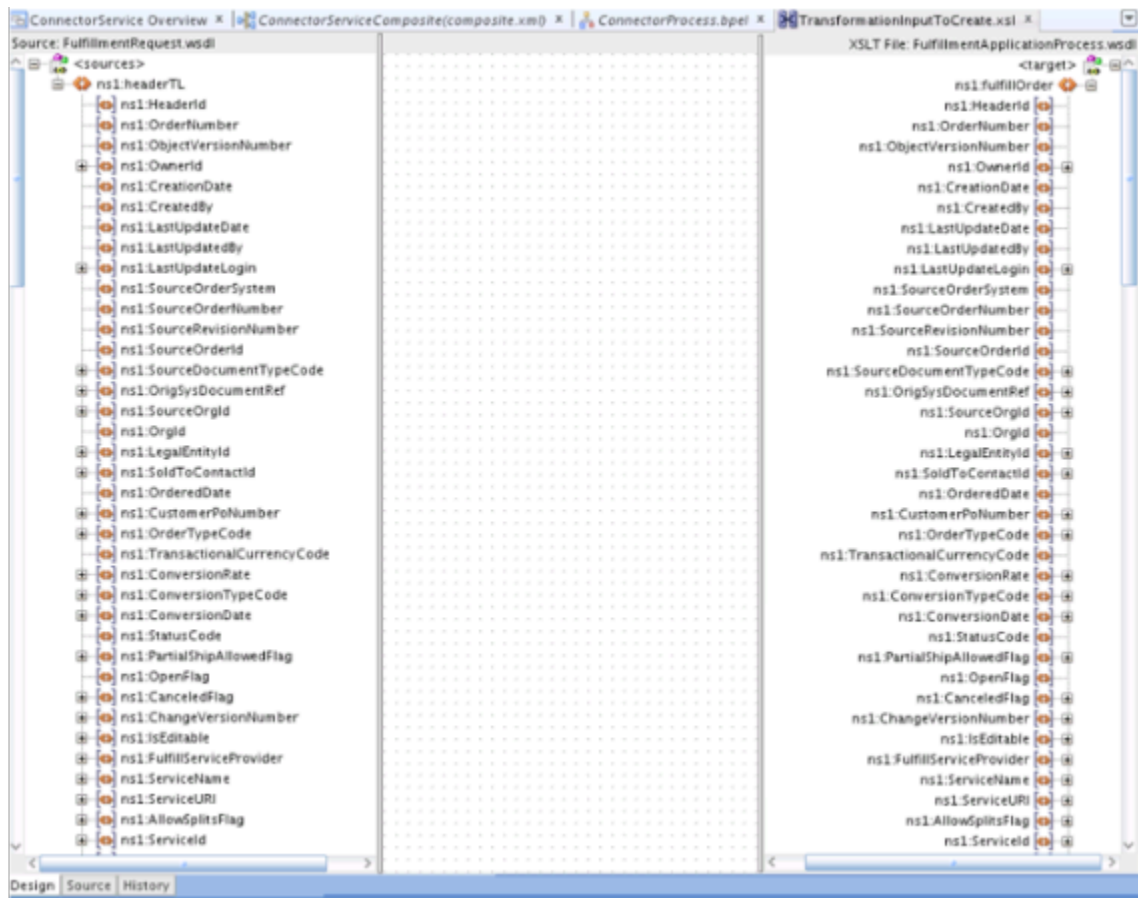 ConnectorService Overview × ConnectorServiceComposite(composite.xml) × ConnectorProcess.bpel × TransformationInputToCreate.xsl ×
Source: FulfillmentRequest.wsdl XSLT File: FulfillmentApplicationProcess.wsdl
<sources> <target>
ns1:headerTL ns1:fulfillOrder
ns1:HeaderId ns1:HeaderId
ns1:OrderNumber ns1:OrderNumber
ns1:ObjectVersionNumber ns1:ObjectVersionNumber
ns1:OwnerId ns1:OwnerId
ns1:CreationDate ns1:CreationDate
ns1:CreatedBy ns1:CreatedBy
ns1:LastUpdateDate ns1:LastUpdateDate
ns1:LastUpdatedBy ns1:LastUpdatedBy
ns1:LastUpdateLogin ns1:LastUpdateLogin
ns1:SourceOrderSystem ns1:SourceOrderSystem
ns1:SourceOrderNumber ns1:SourceOrderNumber
ns1:SourceRevisionNumber ns1:SourceRevisionNumber
ns1:SourceOrderId ns1:SourceOrderId
ns1:SourceDocumentTypeCode ns1:SourceDocumentTypeCode
ns1:OrigSysDocumentRef ns1:OrigSysDocumentRef
ns1:SourceOrgId ns1:SourceOrgId
ns1:OrgId ns1:OrgId
ns1:LegalEntityId ns1:LegalEntityId
ns1:SoldToContactId ns1:SoldToContactId
ns1:OrderedDate ns1:OrderedDate
ns1:CustomerPoNumber ns1:CustomerPoNumber
ns1:OrderTypeCode ns1:OrderTypeCode
ns1:TransactionalCurrencyCode ns1:TransactionalCurrencyCode
ns1:ConversionRate ns1:ConversionRate
ns1:ConversionTypeCode ns1:ConversionTypeCode
ns1:ConversionDate ns1:ConversionDate
ns1:StatusCode ns1:StatusCode
ns1:PartialShipAllowedFlag ns1:PartialShipAllowedFlag
ns1:OpenFlag ns1:OpenFlag
ns1:CanceledFlag ns1:CanceledFlag
ns1:ChangeVersionNumber ns1:ChangeVersionNumber
ns1:IsEditable ns1:IsEditable
ns1:FulfillServiceProvider ns1:FulfillServiceProvider
ns1:ServiceName ns1:ServiceName
ns1:ServiceURI ns1:ServiceURI
ns1:AllowSplitsFlag ns1:AllowSplitsFlag
ns1:ServiceId ns1:ServiceId
Design Source History